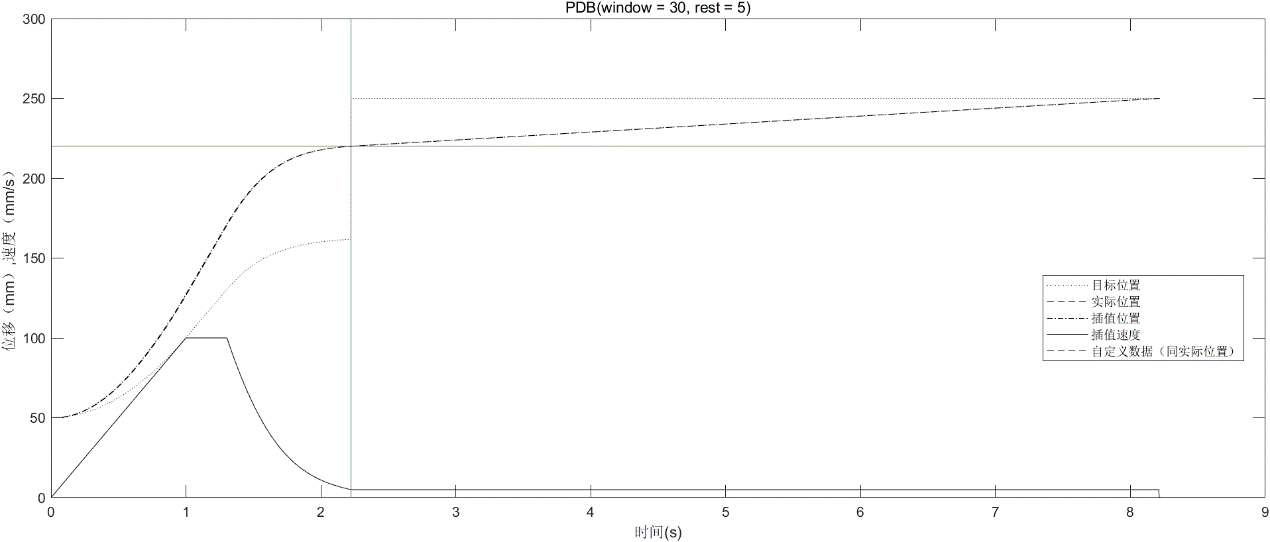 PDB(window = 30, rest = 5)
位移（mm）,速度（mm/s）
300
250
200
150
100
50
0
0 1 2 3 4 5 6 7 8 9
时间(s)
目标位置
实际位置
插值位置
插值速度
自定义数据（同实际位置）